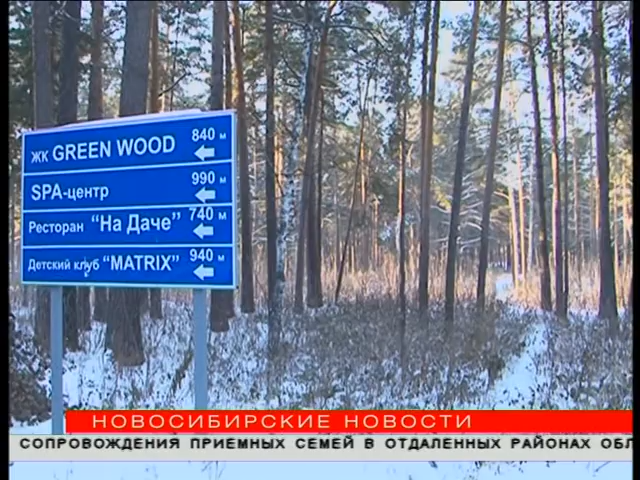 ЖК GREEN WOOD 840 м
SPA-центр 990 м
Ресторан "На Даче" 740 м
Детский клуб "MATRIX" 940 м
НОВОСИБИРСКИЕ НОВОСТИ
СОПРОВОЖДЕНИЯ ПРИЕМНЫХ СЕМЕЙ В ОТДАЛЕННЫХ РАЙОНАХ ОБЛ